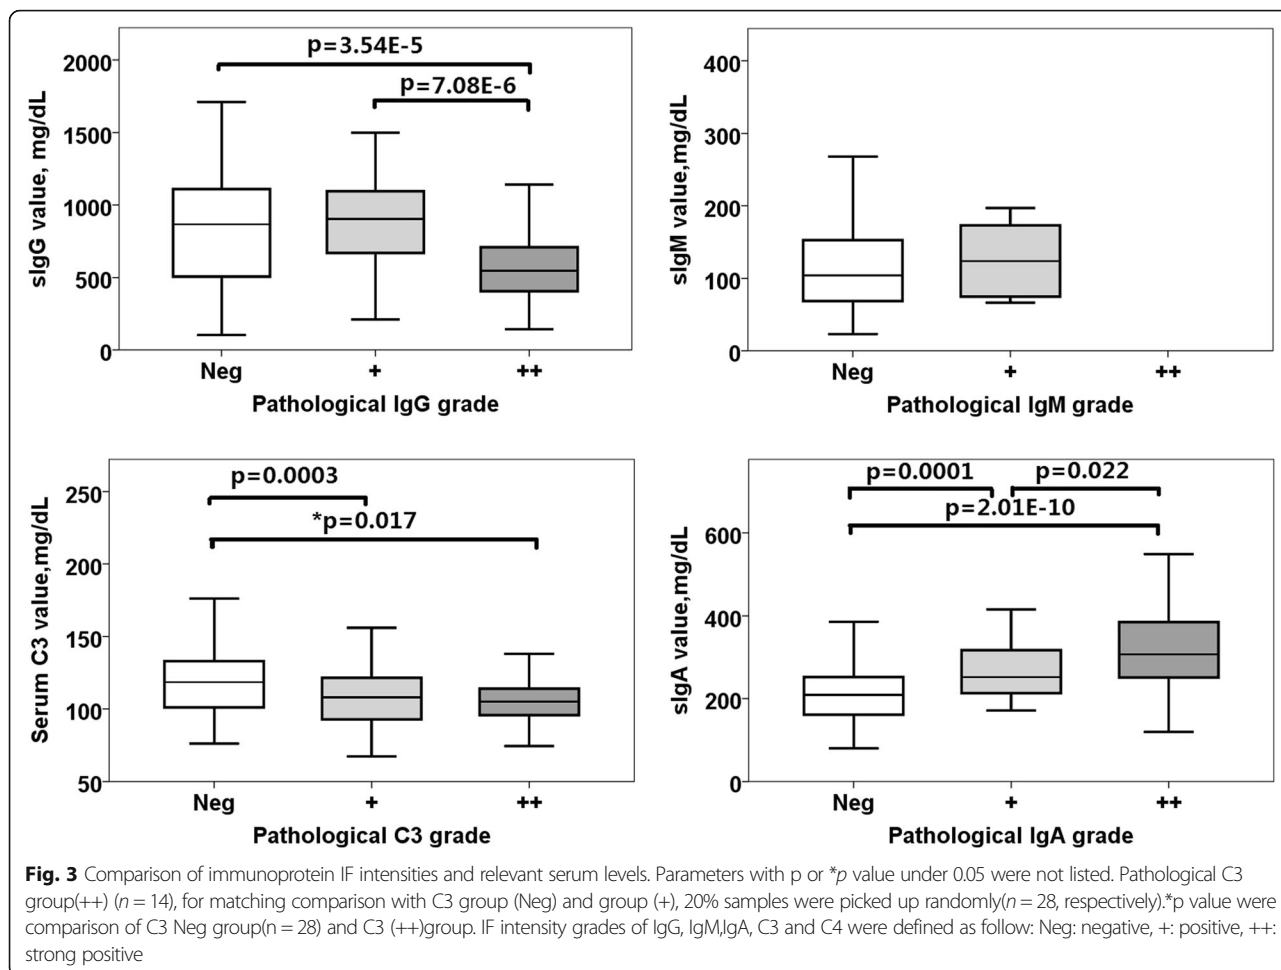 p=3.54E-5
p=7.08E-6
2000
1500
1000
500
0
sIgG value, mg/dL
Neg + ++
Pathological IgG grade
400
300
200
100
0
sIgM value,mg/dL
Neg + ++
Pathological IgM grade
p=0.0003
*p=0.017
250
200
150
100
50
Serum C3 value,mg/dL
Neg + ++
Pathological C3 grade
p=0.0001 p=0.022
p=2.01E-10
600
400
200
0
sIgA value,mg/dL
Neg + ++
Pathological IgA grade
Fig. 3 Comparison of immunoprotein IF intensities and relevant serum levels. Parameters with p or *p value under 0.05 were not listed. Pathological C3
group(++) (n = 14), for matching comparison with C3 group (Neg) and group (+), 20% samples were picked up randomly(n = 28, respectively).*p value were
comparison of C3 Neg group(n = 28) and C3 (++)group. IF intensity grades of IgG, IgM,IgA, C3 and C4 were defined as follow: Neg: negative, +: positive, ++:
strong positive